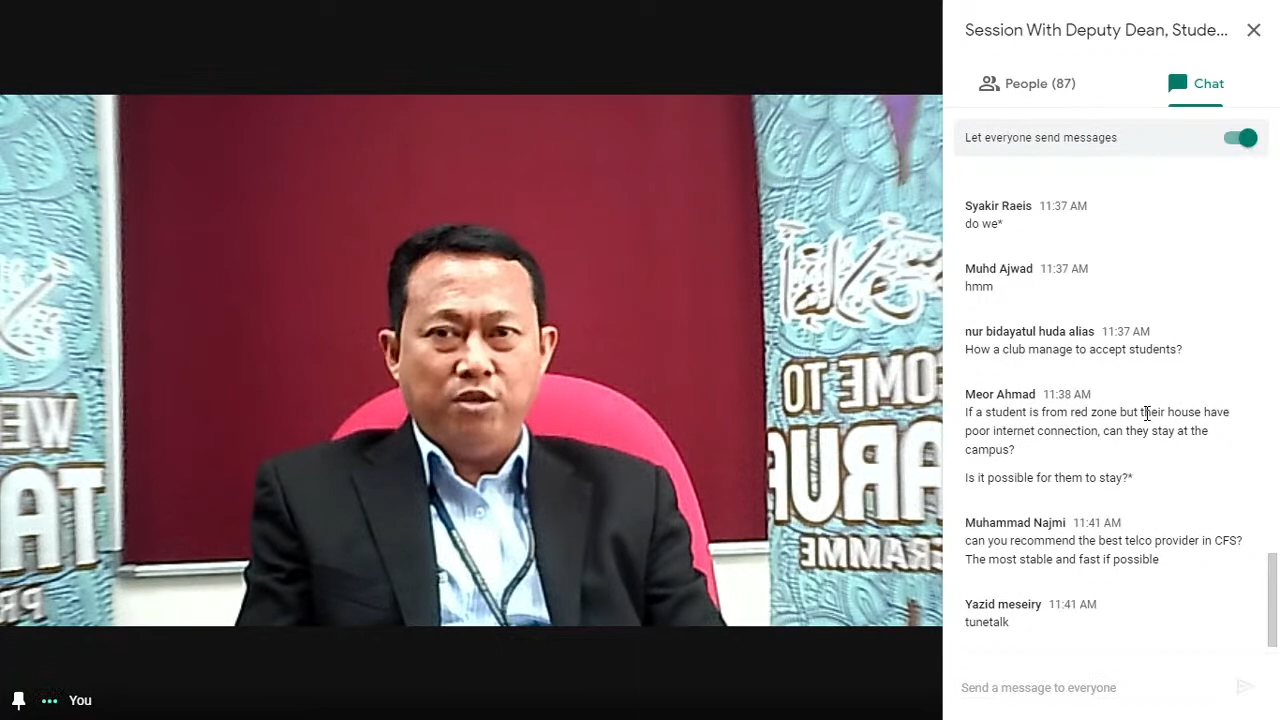 Session With Deputy Dean, Stude...
People (87)
Chat
Let everyone send messages
Syakir Raeis 11:37 AM
do we*
Muhd Ajwad 11:37 AM
hmm
nur bidayatul huda alias 11:37 AM
How a club manage to accept students?
Meor Ahmad 11:38 AM
If a student is from red zone but their house have
poor internet connection, can they stay at the
campus?
Is it possible for them to stay?*
Muhammad Najmi 11:41 AM
can you recommend the best telco provider in CFS?
The most stable and fast if possible
Yazid meseiry 11:41 AM
tunetalk
Send a message to everyone
You
WE
TA
PR
OME TO
ARUF
GRAMME